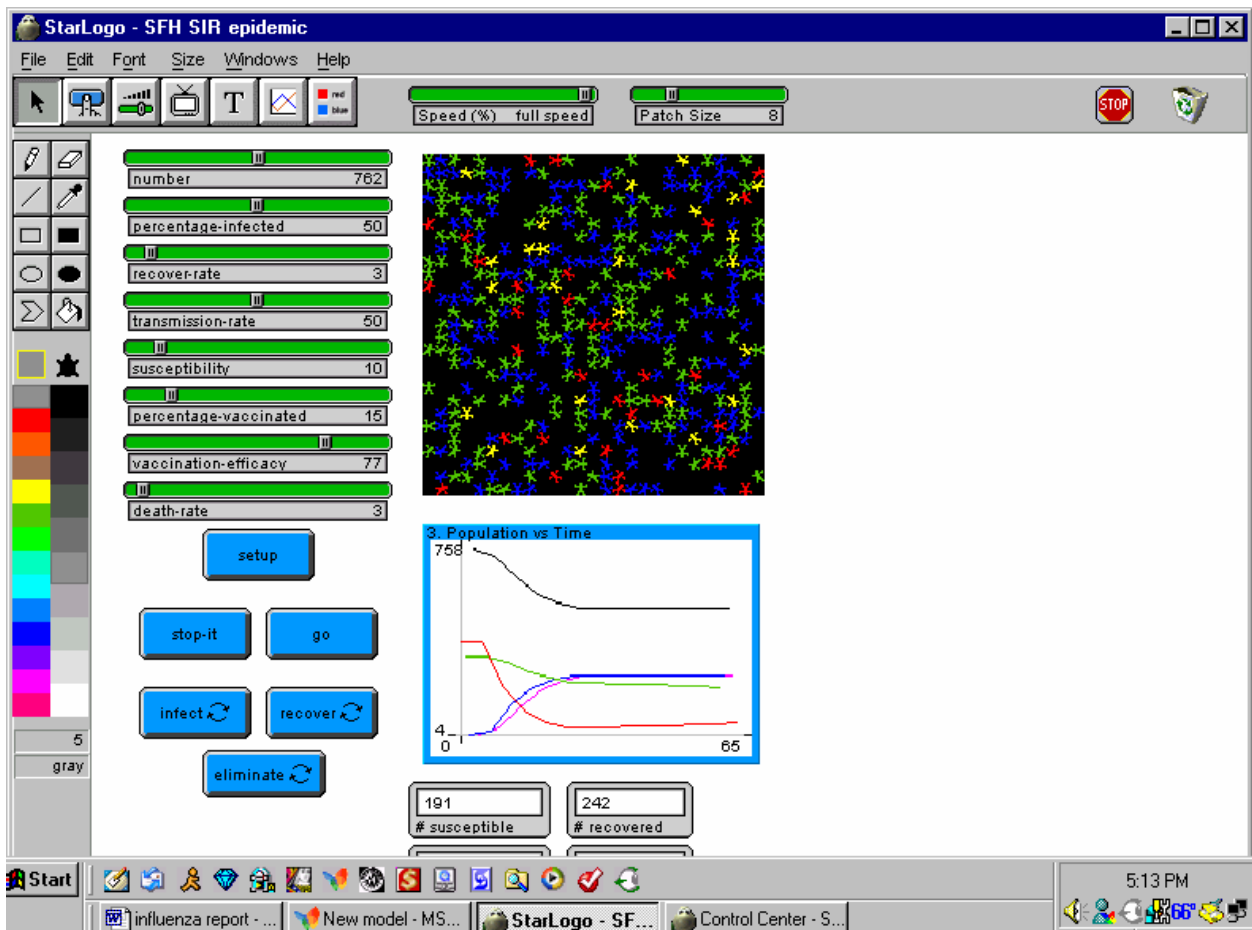 StarLogo - SFH SIR epidemic
File Edit Font Size Windows Help
T
red
blue
Speed (%) full speed
Patch Size 8
STOP
number 762
percentage-infected 50
recover-rate 3
transmission-rate 50
susceptibility 10
percentage-vaccinated 15
vaccination-efficacy 77
death-rate 3
setup
stop-it
go
infect
recover
eliminate
5
gray
3. Population vs Time
758
4
0
65
191
# susceptible
242
# recovered
Start
5:13 PM
influenza report - ...
New model - MS...
StarLogo - SF...
Control Center - S...
66°